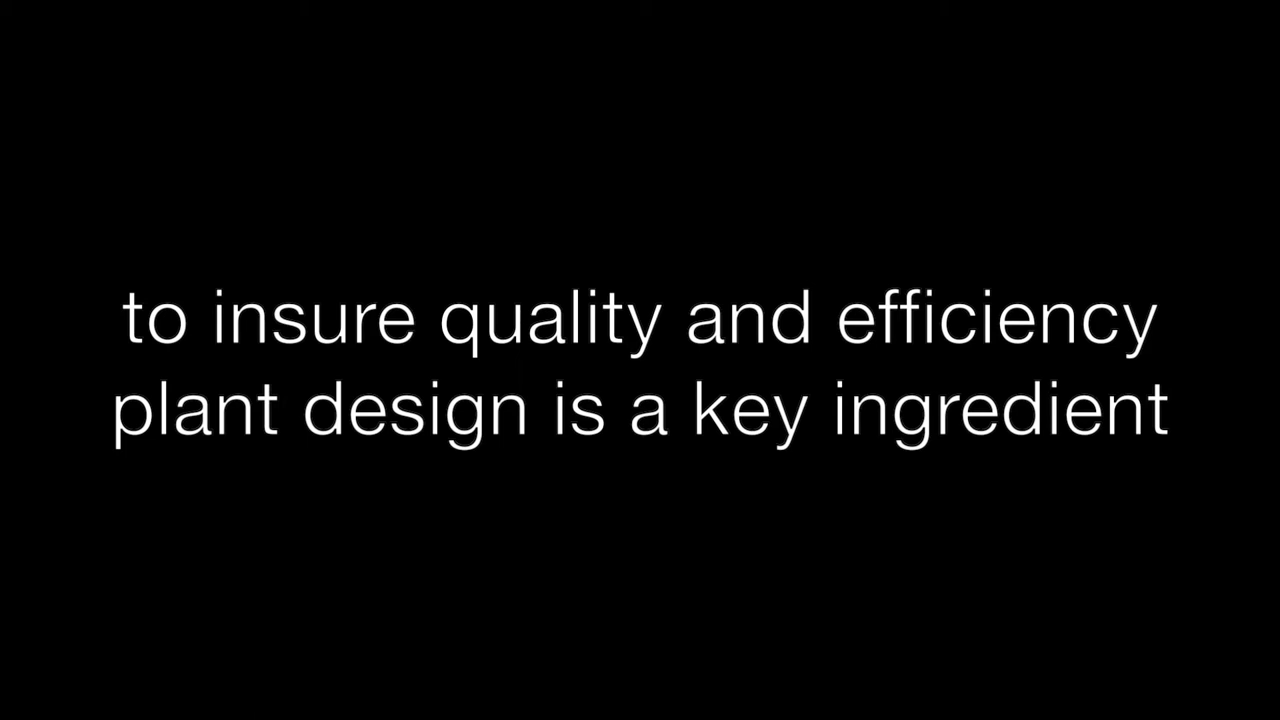 to insure quality and efficiency
plant design is a key ingredient